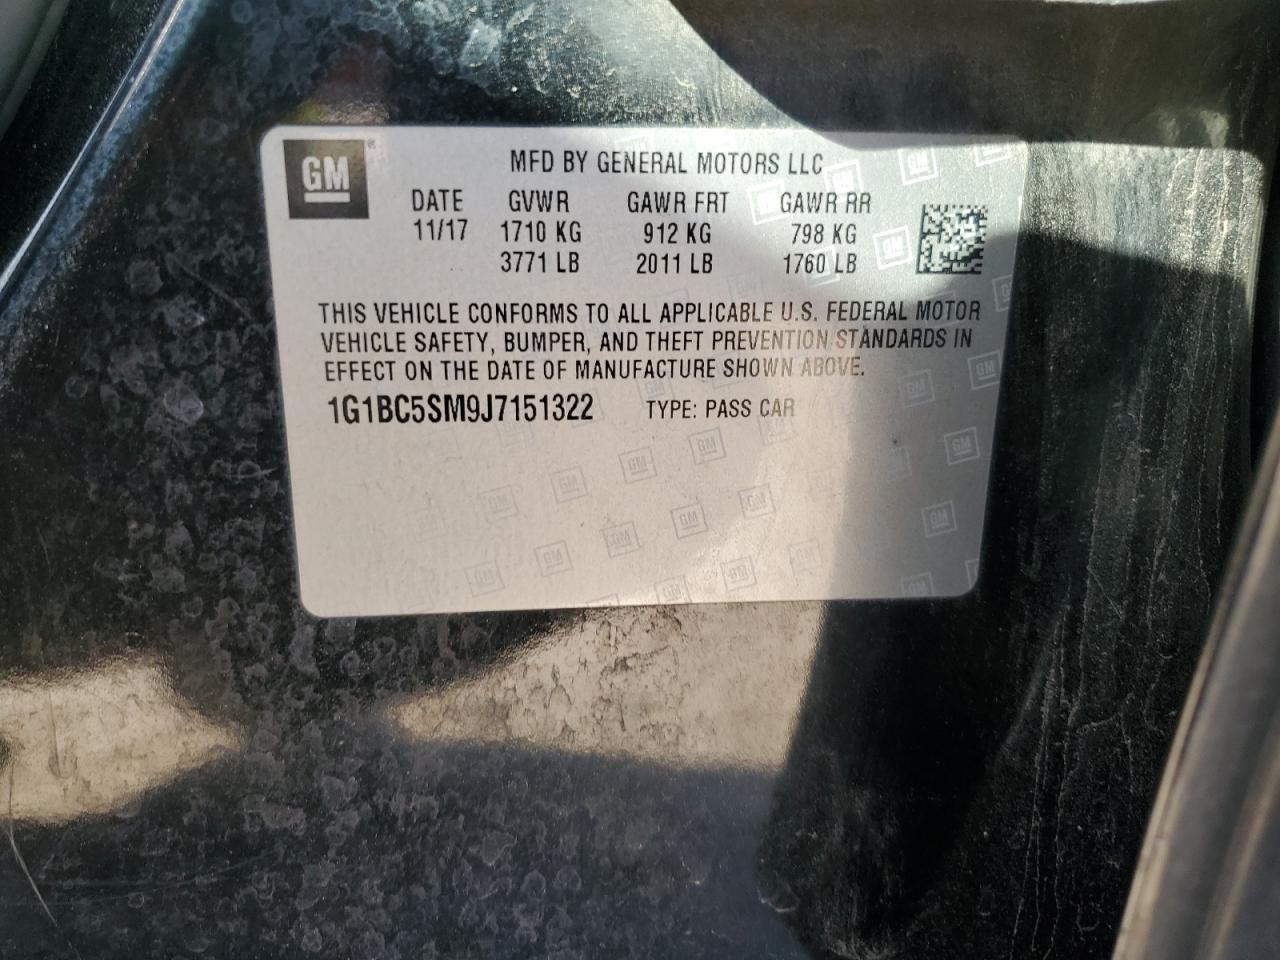 GM
MFD BY GENERAL MOTORS LLC
DATE GVWR GAWR FRT GAWR RR
11/17 1710 KG 912 KG 798 KG
3771 LB 2011 LB 1760 LB
THIS VEHICLE CONFORMS TO ALL APPLICABLE U.S. FEDERAL MOTOR
VEHICLE SAFETY, BUMPER, AND THEFT PREVENTION STANDARDS IN
EFFECT ON THE DATE OF MANUFACTURE SHOWN ABOVE.
1G1BC5SM9J7151322 TYPE: PASS CAR